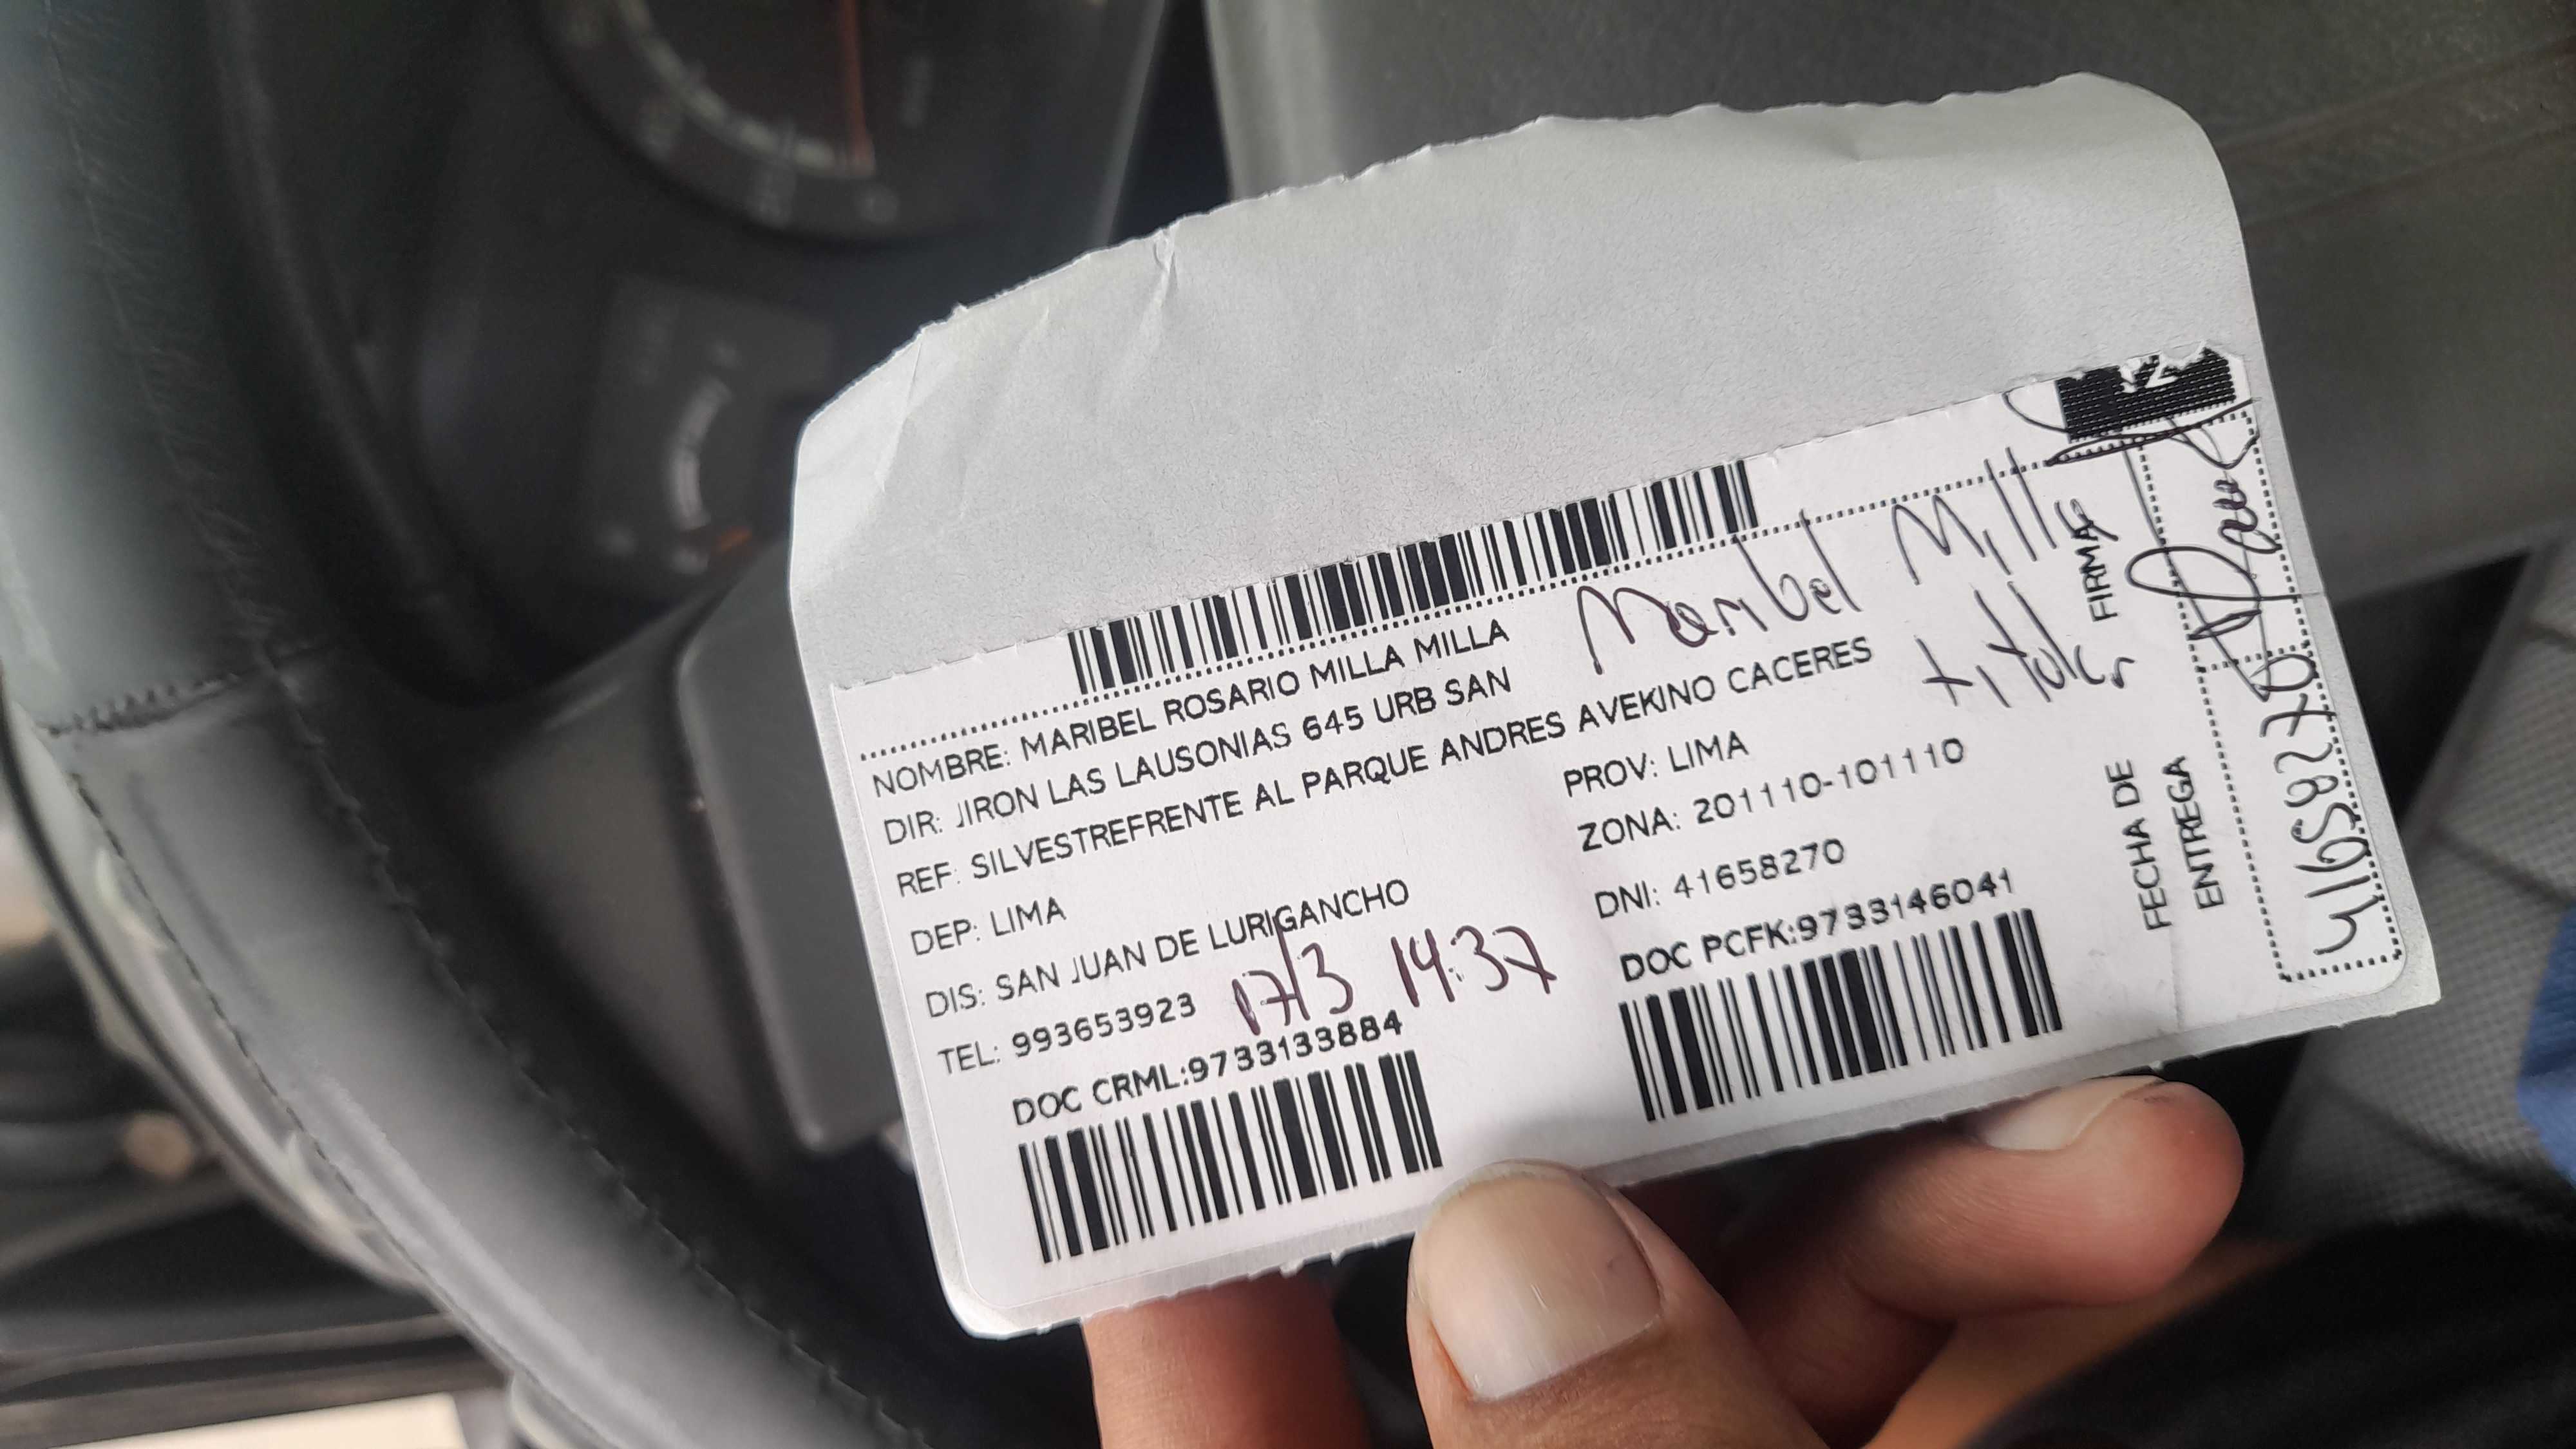 NOMBRE: MARIBEL ROSARIO MILLA MILLA
Maribel Milla
DIR: JIRON LAS LAUSONIAS 645 URB SAN
titular
REF: SILVESTREFRENTE AL PARQUE ANDRES AVEKINO CACERES
DEP: LIMA
PROV: LIMA
DIS: SAN JUAN DE LURIGANCHO
ZONA: 201110-101110
TEL: 993653923
17/3 14:37
DNI: 41658270
DOC CRML:9733133884
DOC PCFK:9733146041
FIRMA
FECHA DE
ENTREGA
41658270